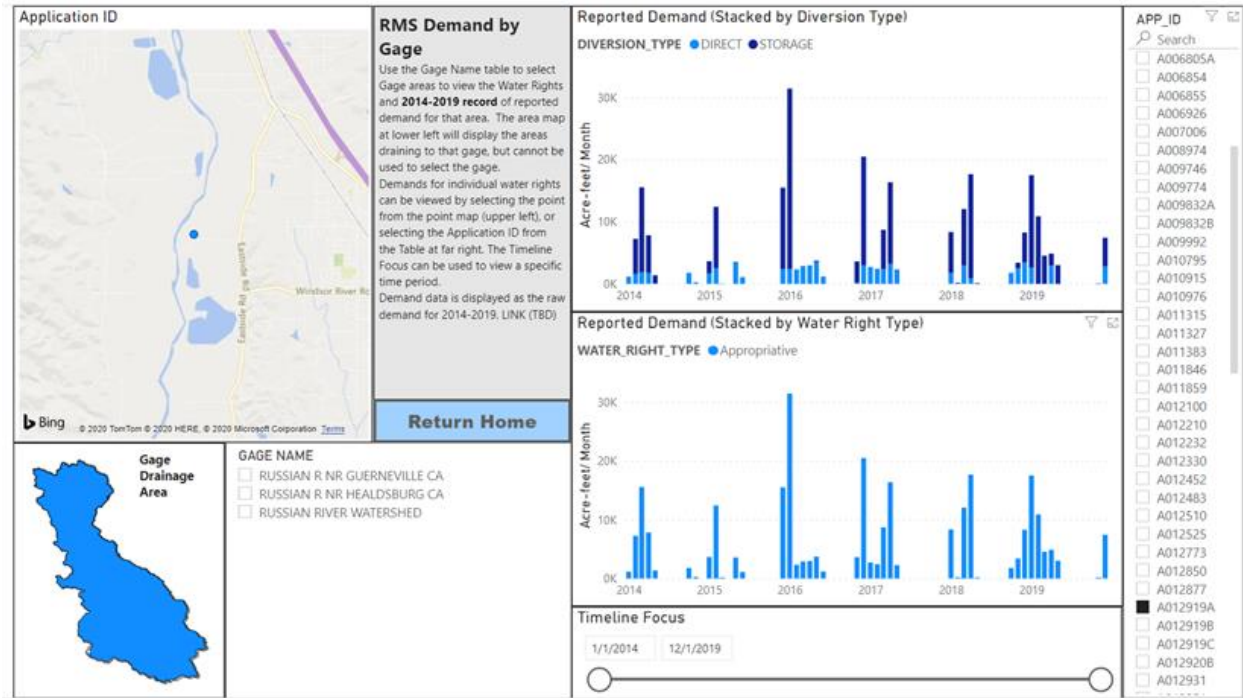 Application ID
Eastside Rd
Eastside Rd
Windsor River Rd
Bing
© 2020 TomTom © 2020 HERE, © 2020 Microsoft Corporation Terms
RMS Demand by
Gage
Use the Gage Name table to select
Gage areas to view the Water Rights
and 2014-2019 record of reported
demand for that area. The area map
at lower left will display the areas
draining to that gage, but cannot be
used to select the gage.
Demands for individual water rights
can be viewed by selecting the point
from the point map (upper left), or
selecting the Application ID from
the Table at far right. The Timeline
Focus can be used to view a specific
time period.
Demand data is displayed as the raw
demand for 2014-2019. LINK (TBD)
Return Home
Gage
Drainage
Area
GAGE NAME
RUSSIAN R NR GUERNEVILLE CA
RUSSIAN R NR HEALDSBURG CA
RUSSIAN RIVER WATERSHED
Reported Demand (Stacked by Diversion Type)
DIVERSION_TYPE DIRECT STORAGE
Acre-feet/ Month
30K
20K
10K
0K
2014 2015 2016 2017 2018 2019
Reported Demand (Stacked by Water Right Type)
WATER_RIGHT_TYPE Appropriative
Acre-feet/ Month
30K
20K
10K
0K
2014 2015 2016 2017 2018 2019
Timeline Focus
1/1/2014 12/1/2019
APP_ID
Search
A006805A
A006854
A006855
A006926
A007006
A008974
A009746
A009774
A009832A
A009832B
A009992
A010795
A010915
A010976
A011315
A011327
A011383
A011846
A011859
A012100
A012210
A012232
A012330
A012452
A012483
A012510
A012525
A012773
A012850
A012877
A012919A
A012919B
A012919C
A012920B
A012931